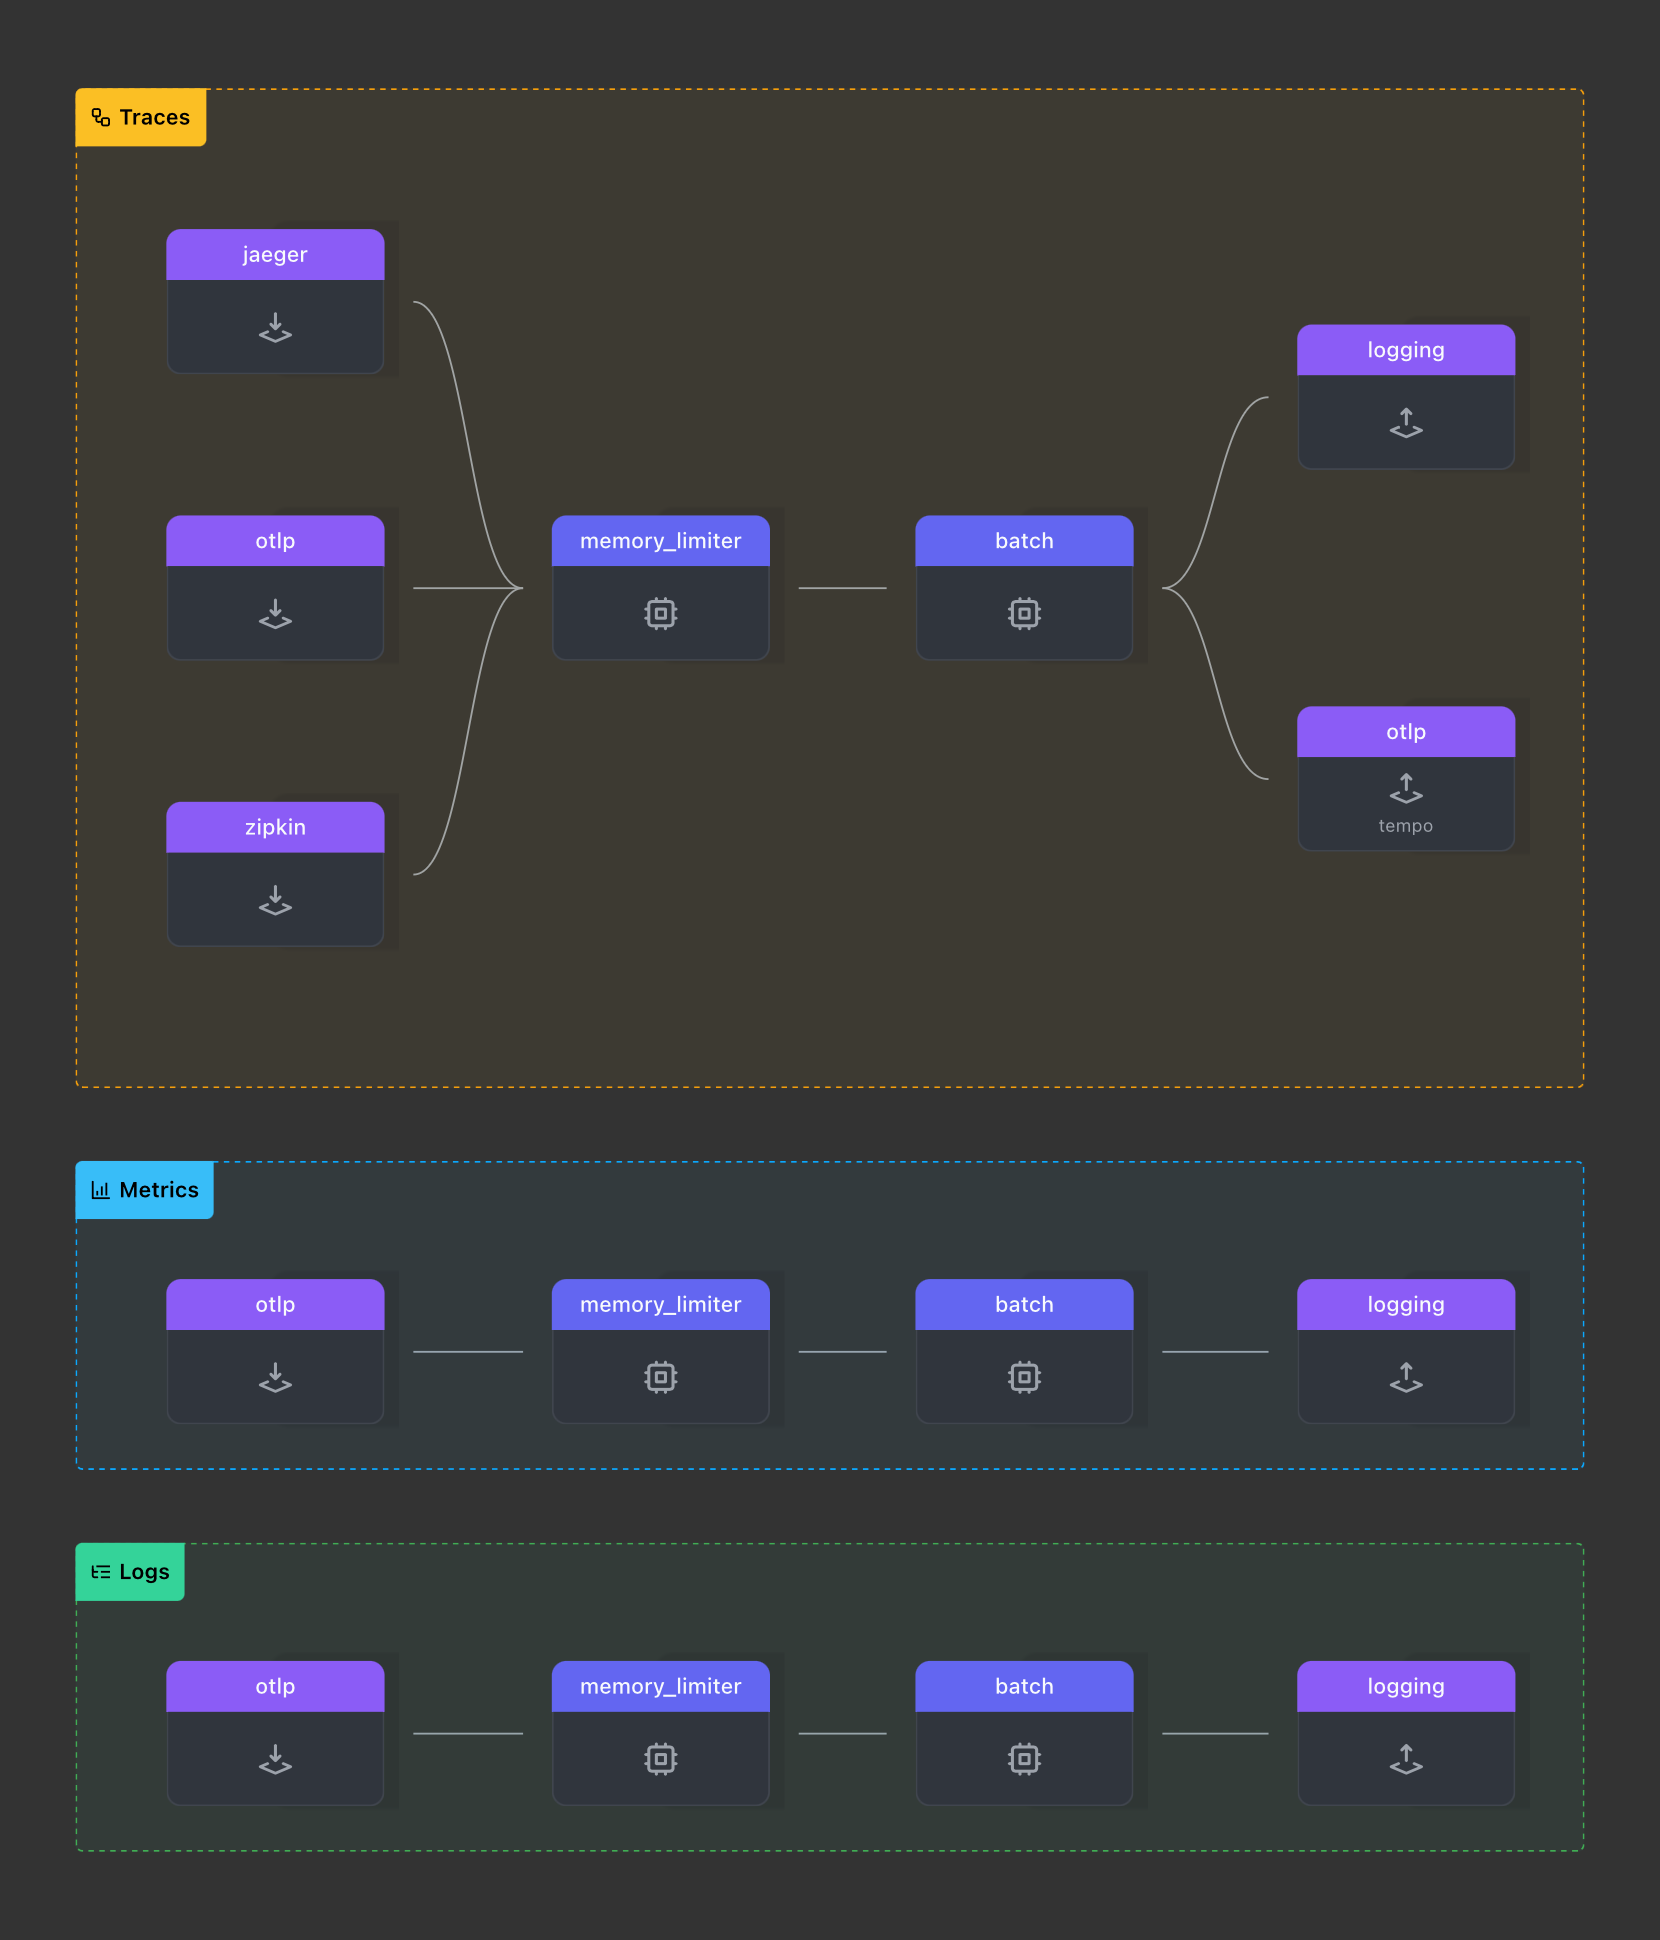 Traces
jaeger
logging
otlp
memory_limiter
batch
otlp
tempo
zipkin
Metrics
otlp
memory_limiter
batch
logging
Logs
otlp
memory_limiter
batch
logging